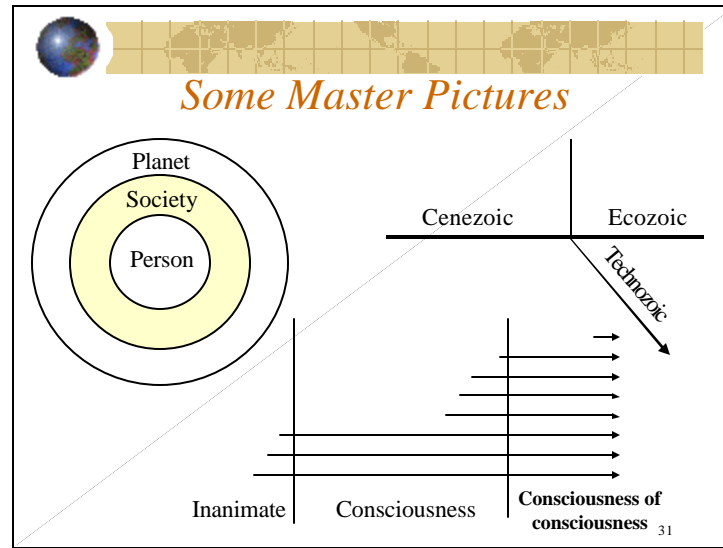 Some Master Pictures
Planet
Society
Person
Cenezoic
Ecozoic
Technozoic
Inanimate
Consciousness
Consciousness of
consciousness
31